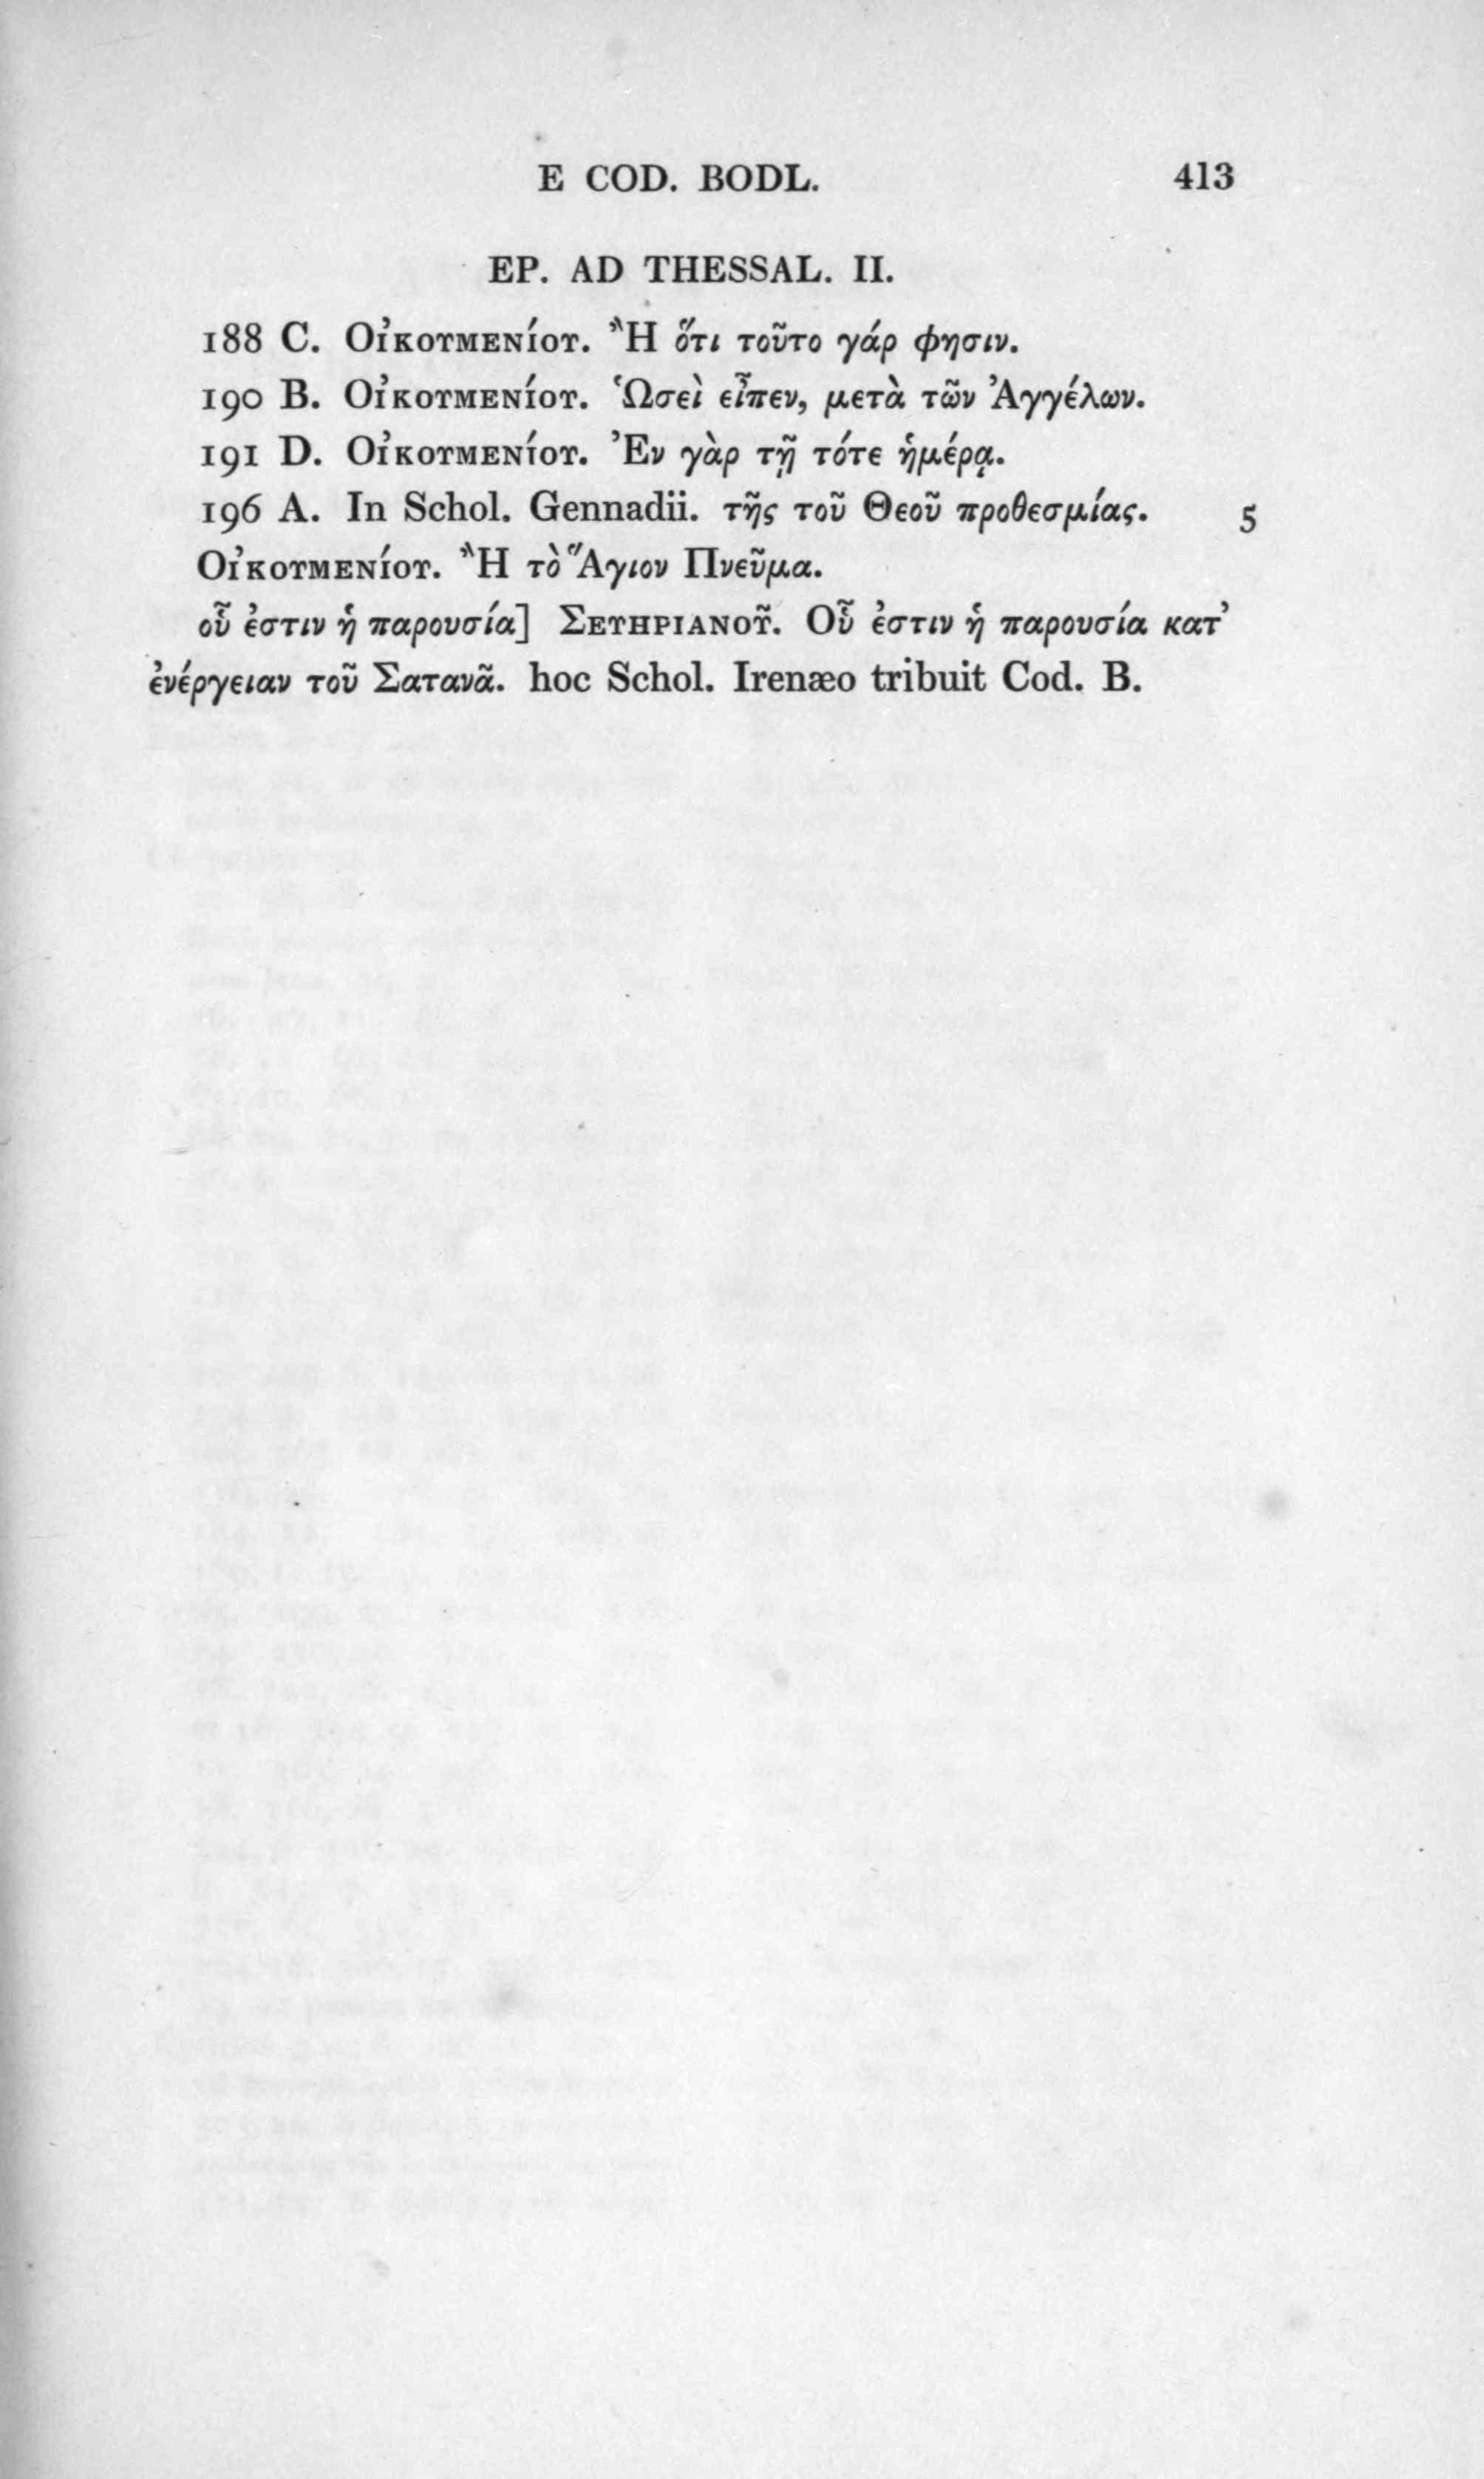 E COD. BODL. 413
EP. AD THESSAL. II.
188 C. Οἰκουμενίου. Ἢ ὅτι τοῦτο γάρ φησιν.
190 B. Οἰκουμενίου. Ὡσεὶ εἶπεν, μετὰ τῶν Ἀγγέλων.
191 D. Οἰκουμενίου. Ἐν γὰρ τῇ τότε ἡμέρᾳ.
196 A. In Schol. Gennadii. τῆς τοῦ Θεοῦ προθεσμίας. 5
Οἰκουμενίου. Ἢ τὸ Ἅγιον Πνεῦμα.
οὗ ἐστιν ἡ παρουσία] Σευηριανοῦ. Οὗ ἐστιν ἡ παρουσία κατ’
ἐνέργειαν τοῦ Σατανᾶ. hoc Schol. Irenæo tribuit Cod. B.